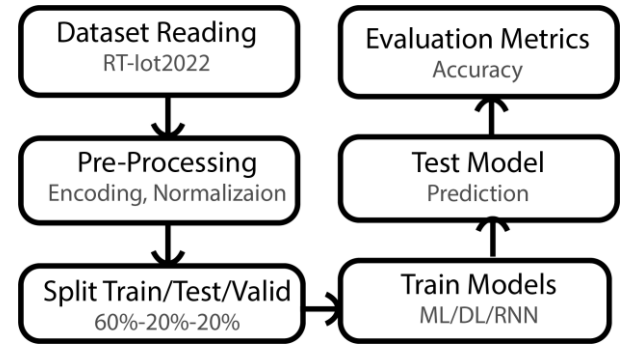 Dataset Reading
RT-Iot2022
Pre-Processing
Encoding, Normalizaion
Split Train/Test/Valid
60%-20%-20%
Train Models
ML/DL/RNN
Test Model
Prediction
Evaluation Metrics
Accuracy